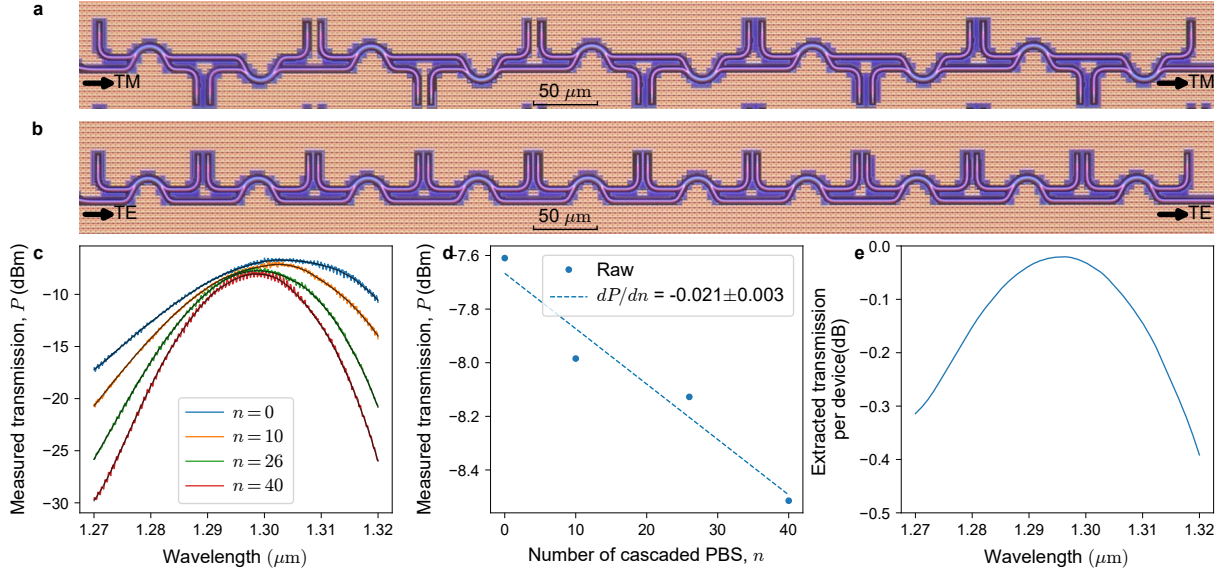 a
TM
50 μm
TM
b
TE
50 μm
TE
c
Measured transmission, P (dBm)
−10
−15
−20
−25
−30
n = 0
n = 10
n = 26
n = 40
1.27
1.28
1.29
1.30
1.31
1.32
Wavelength (μm)
d
Measured transmission, P (dBm)
−7.6
−7.8
−8.0
−8.2
−8.4
Raw
dP/dn = -0.021±0.003
0
10
20
30
40
Number of cascaded PBS, n
e
Extracted transmission
per device(dB)
0.0
−0.1
−0.2
−0.3
−0.4
−0.5
1.27
1.28
1.29
1.30
1.31
1.32
Wavelength (μm)